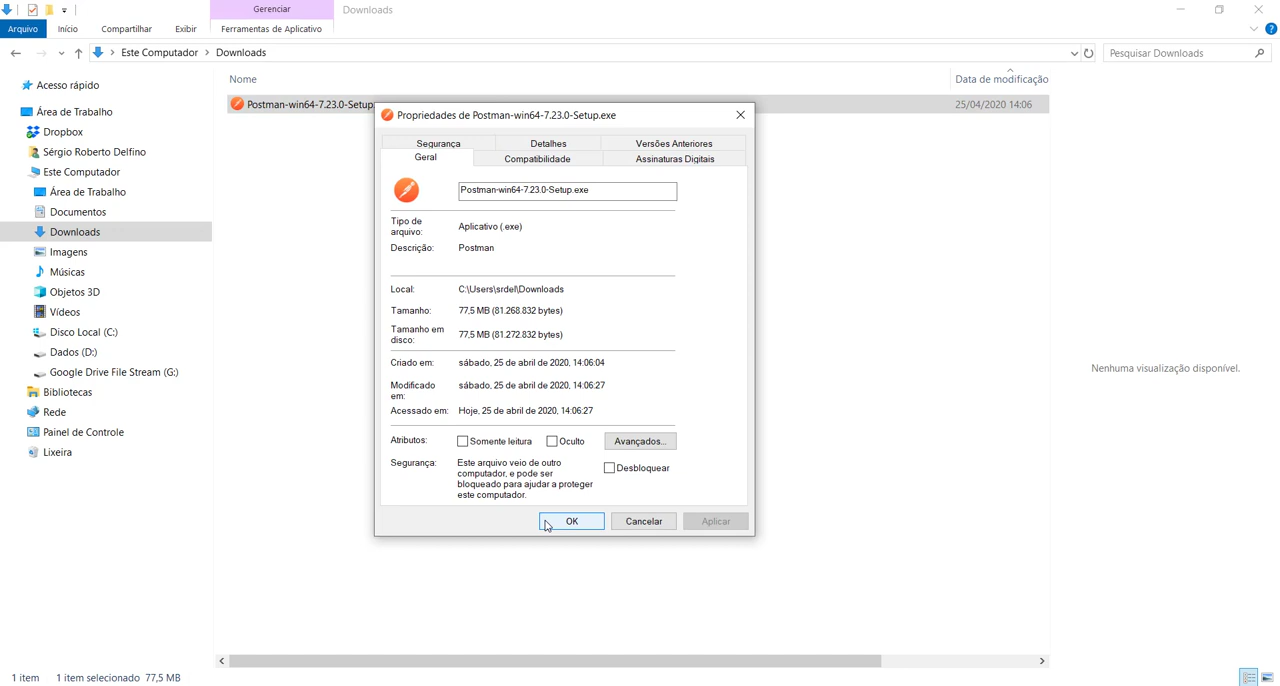 Gerenciar
Downloads
Arquivo Início Compartilhar Exibir Ferramentas de Aplicativo
Este Computador > Downloads
Pesquisar Downloads
Acesso rápido
Área de Trabalho
Dropbox
Sérgio Roberto Delfino
Este Computador
Área de Trabalho
Documentos
Downloads
Imagens
Músicas
Objetos 3D
Vídeos
Disco Local (C:)
Dados (D:)
Google Drive File Stream (G:)
Bibliotecas
Rede
Painel de Controle
Lixeira
Nome
Data de modificação
Postman-win64-7.23.0-Setup
25/04/2020 14:06
Propriedades de Postman-win64-7.23.0-Setup.exe
Segurança Detalhes Versões Anteriores
Geral Compatibilidade Assinaturas Digitais
Postman-win64-7.23.0-Setup.exe
Tipo de
arquivo:
Aplicativo (.exe)
Descrição: Postman
Local: C:\Users\srdel\Downloads
Tamanho: 77,5 MB (81.268.832 bytes)
Tamanho em
disco:
77,5 MB (81.272.832 bytes)
Criado em: sábado, 25 de abril de 2020, 14:06:04
Modificado
em:
sábado, 25 de abril de 2020, 14:06:27
Acessado em: Hoje, 25 de abril de 2020, 14:06:27
Atributos: Somente leitura Oculto Avançados...
Segurança:
Este arquivo veio de outro
computador, e pode ser
bloqueado para ajudar a proteger
este computador.
Desbloquear
OK Cancelar Aplicar
Nenhuma visualização disponível.
1 item 1 item selecionado 77,5 MB